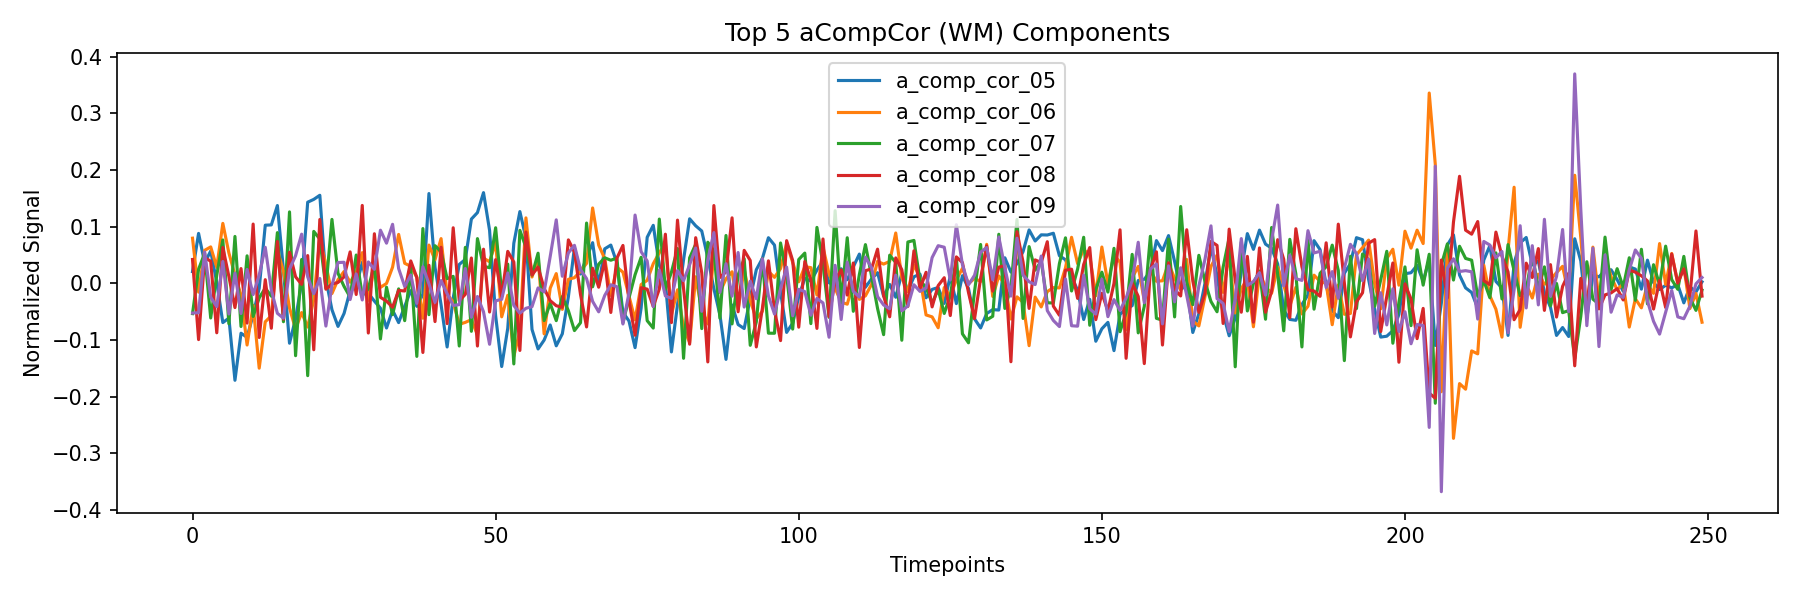 Top 5 aCompCor (WM) Components
Normalized Signal
0.4
0.3
0.2
0.1
0.0
−0.1
−0.2
−0.3
−0.4
a_comp_cor_05
a_comp_cor_06
a_comp_cor_07
a_comp_cor_08
a_comp_cor_09
0 50 100 150 200 250
Timepoints